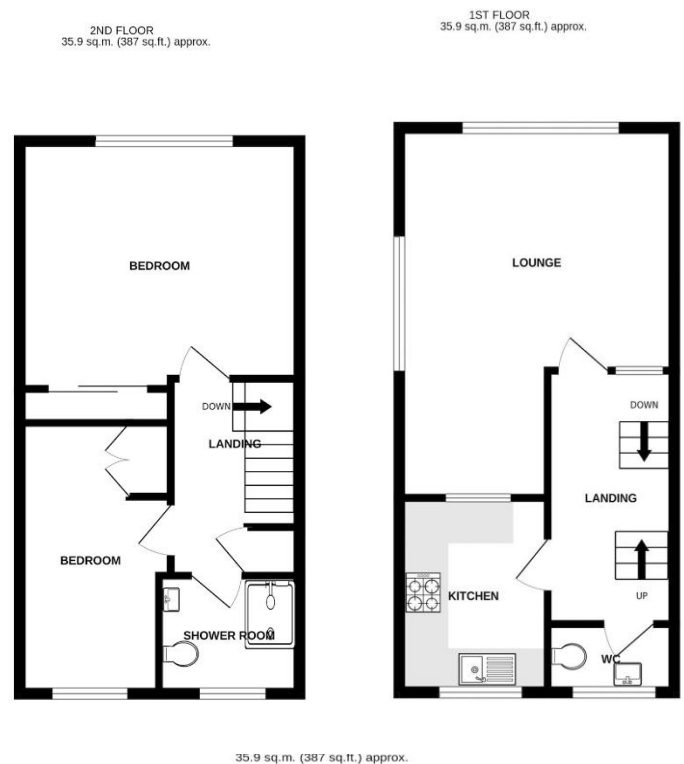 2ND FLOOR
35.9 sq.m. (387 sq.ft.) approx.
BEDROOM
DOWN
LANDING
BEDROOM
SHOWER ROOM
1ST FLOOR
35.9 sq.m. (387 sq.ft.) approx.
LOUNGE
DOWN
LANDING
KITCHEN
UP
WC
35.9 sq.m. (387 sq.ft.) approx.